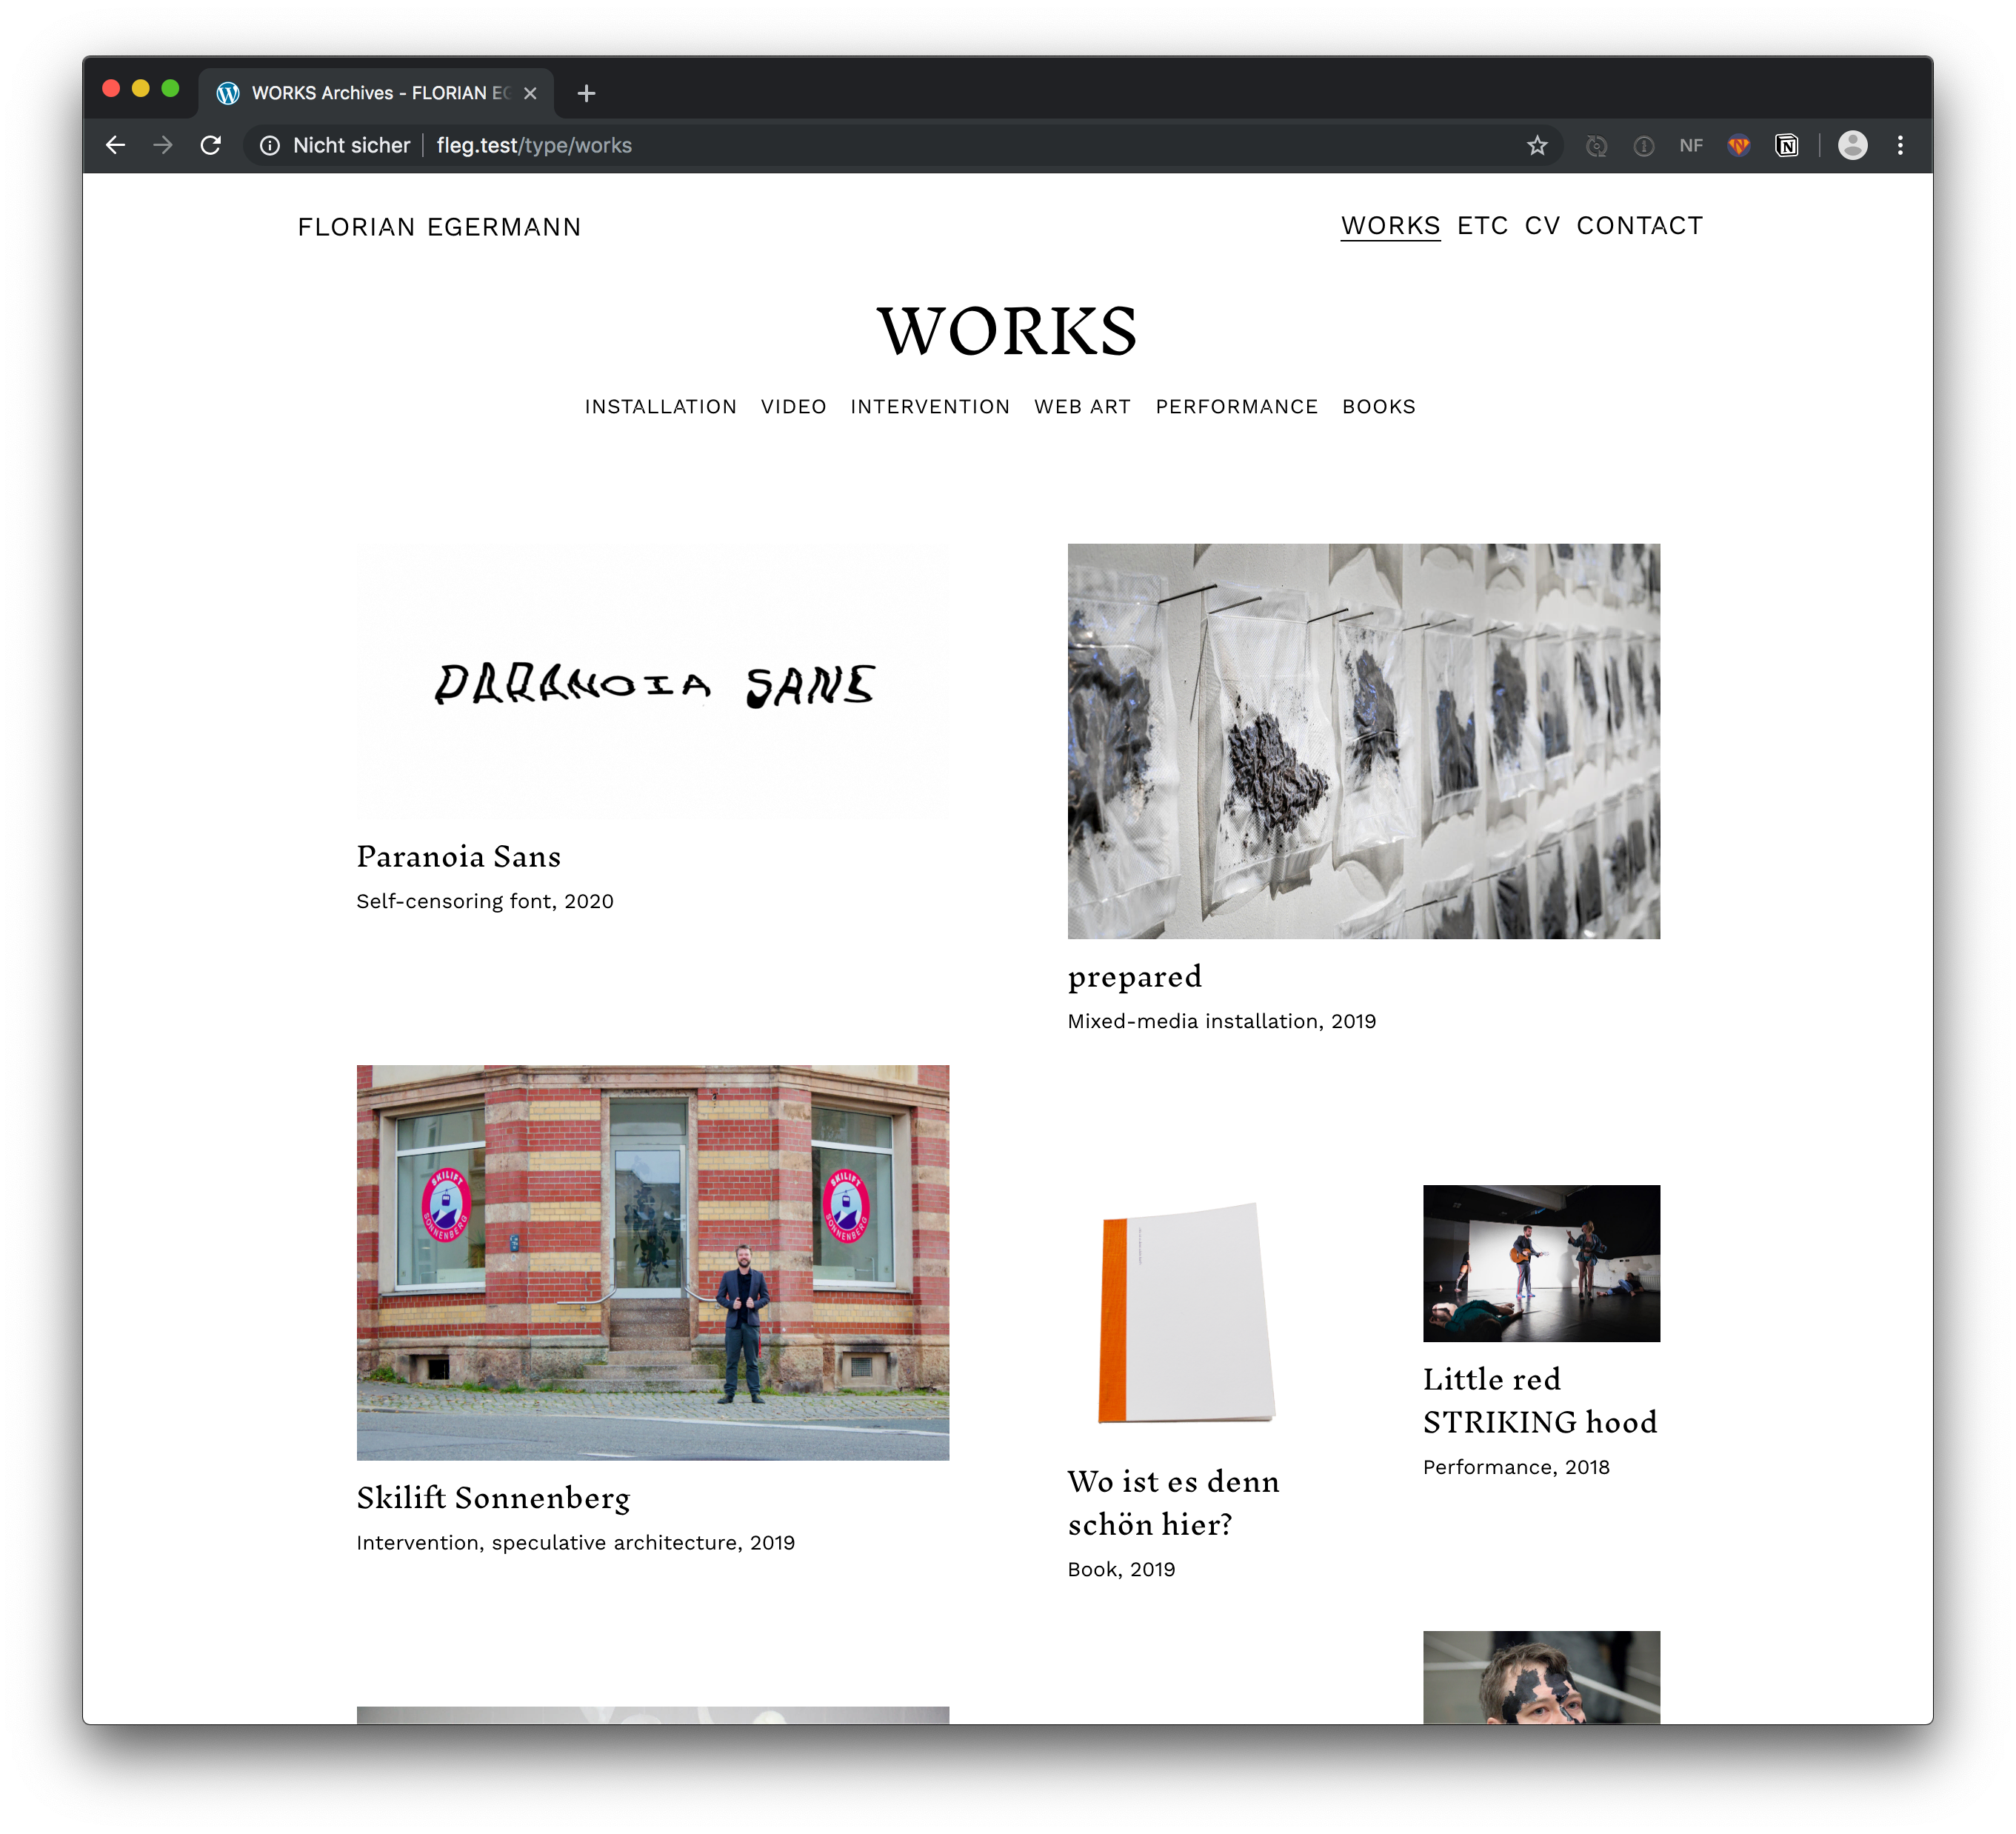 WORKS Archives - FLORIAN EG
Nicht sicher fleg.test/type/works
NF
FLORIAN EGERMANN
WORKS ETC CV CONTACT
WORKS
INSTALLATION VIDEO INTERVENTION WEB ART PERFORMANCE BOOKS
PARANOIA SANS
Paranoia Sans
Self-censoring font, 2020
prepared
Mixed-media installation, 2019
SKILIFT
SONNENBERG
SKILIFT
SONNENBERG
Skilift Sonnenberg
Intervention, speculative architecture, 2019
Wo ist es denn
schön hier?
Book, 2019
Little red
STRIKING hood
Performance, 2018